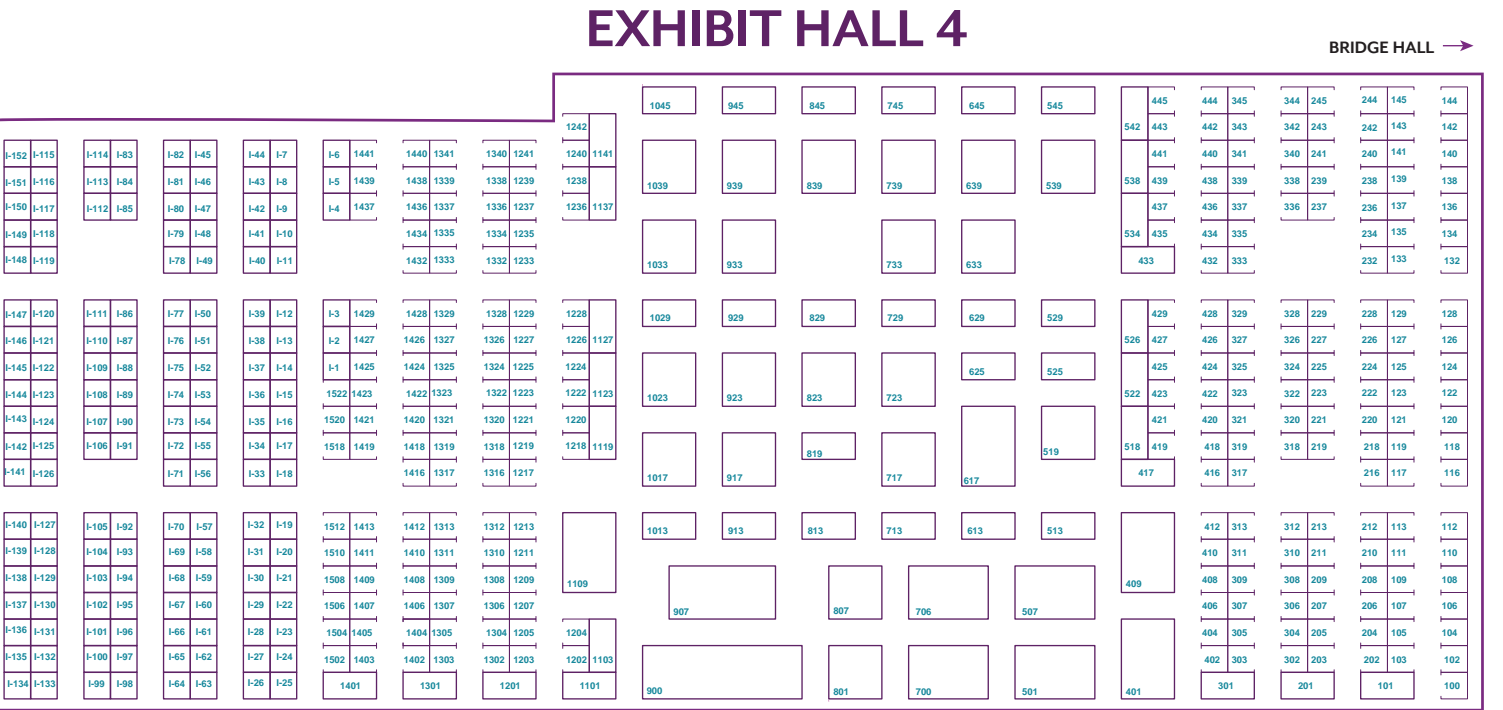 EXHIBIT HALL 4
BRIDGE HALL
1045 945 845 745 645 545 445 444 345 344 245 244 145 144
1242 542 443 442 343 342 243 242 143 142
I-152 I-115 I-114 I-83 I-82 I-45 I-44 I-7 I-6 1441 1440 1341 1340 1241 1240 1141 441 440 341 340 241 240 141 140
I-151 I-116 I-113 I-84 I-81 I-46 I-43 I-8 I-5 1439 1438 1339 1338 1239 1238 1039 939 839 739 639 539 538 439 438 339 338 239 238 139 138
I-150 I-117 I-112 I-85 I-80 I-47 I-42 I-9 I-4 1437 1436 1337 1336 1237 1236 1137 437 436 337 336 237 236 137 136
I-149 I-118 I-79 I-48 I-41 I-10 1434 1335 1334 1235 534 435 434 335 234 135 134
I-148 I-119 I-78 I-49 I-40 I-11 1432 1333 1332 1233 1033 933 733 633 433 432 333 232 133 132
I-147 I-120 I-111 I-86 I-77 I-50 I-39 I-12 I-3 1429 1428 1329 1328 1229 1228 1029 929 829 729 629 529 429 428 329 328 229 228 129 128
I-146 I-121 I-110 I-87 I-76 I-51 I-38 I-13 I-2 1427 1426 1327 1326 1227 1226 1127 526 427 426 327 326 227 226 127 126
I-145 I-122 I-109 I-88 I-75 I-52 I-37 I-14 I-1 1425 1424 1325 1324 1225 1224 625 525 425 424 325 324 225 224 125 124
I-144 I-123 I-108 I-89 I-74 I-53 I-36 I-15 1522 1423 1422 1323 1322 1223 1222 1123 1023 923 823 723 522 423 422 323 322 223 222 123 122
I-143 I-124 I-107 I-90 I-73 I-54 I-35 I-16 1520 1421 1420 1321 1320 1221 1220 421 420 321 320 221 220 121 120
I-142 I-125 I-106 I-91 I-72 I-55 I-34 I-17 1518 1419 1418 1319 1318 1219 1218 1119 819 519 518 419 418 319 318 219 218 119 118
I-141 I-126 I-71 I-56 I-33 I-18 1416 1317 1316 1217 1017 917 717 617 417 416 317 216 117 116
I-140 I-127 I-105 I-92 I-70 I-57 I-32 I-19 1512 1413 1412 1313 1312 1213 1013 913 813 713 613 513 412 313 312 213 212 113 112
I-139 I-128 I-104 I-93 I-69 I-58 I-31 I-20 1510 1411 1410 1311 1310 1211 410 311 310 211 210 111 110
I-138 I-129 I-103 I-94 I-68 I-59 I-30 I-21 1508 1409 1408 1309 1308 1209 1109 409 408 309 308 209 208 109 108
I-137 I-130 I-102 I-95 I-67 I-60 I-29 I-22 1506 1407 1406 1307 1306 1207 907 807 706 507 406 307 306 207 206 107 106
I-136 I-131 I-101 I-96 I-66 I-61 I-28 I-23 1504 1405 1404 1305 1304 1205 1204 404 305 304 205 204 105 104
I-135 I-132 I-100 I-97 I-65 I-62 I-27 I-24 1502 1403 1402 1303 1302 1203 1202 1103 402 303 302 203 202 103 102
I-134 I-133 I-99 I-98 I-64 I-63 I-26 I-25 1401 1301 1201 1101 900 801 700 501 401 301 201 101 100